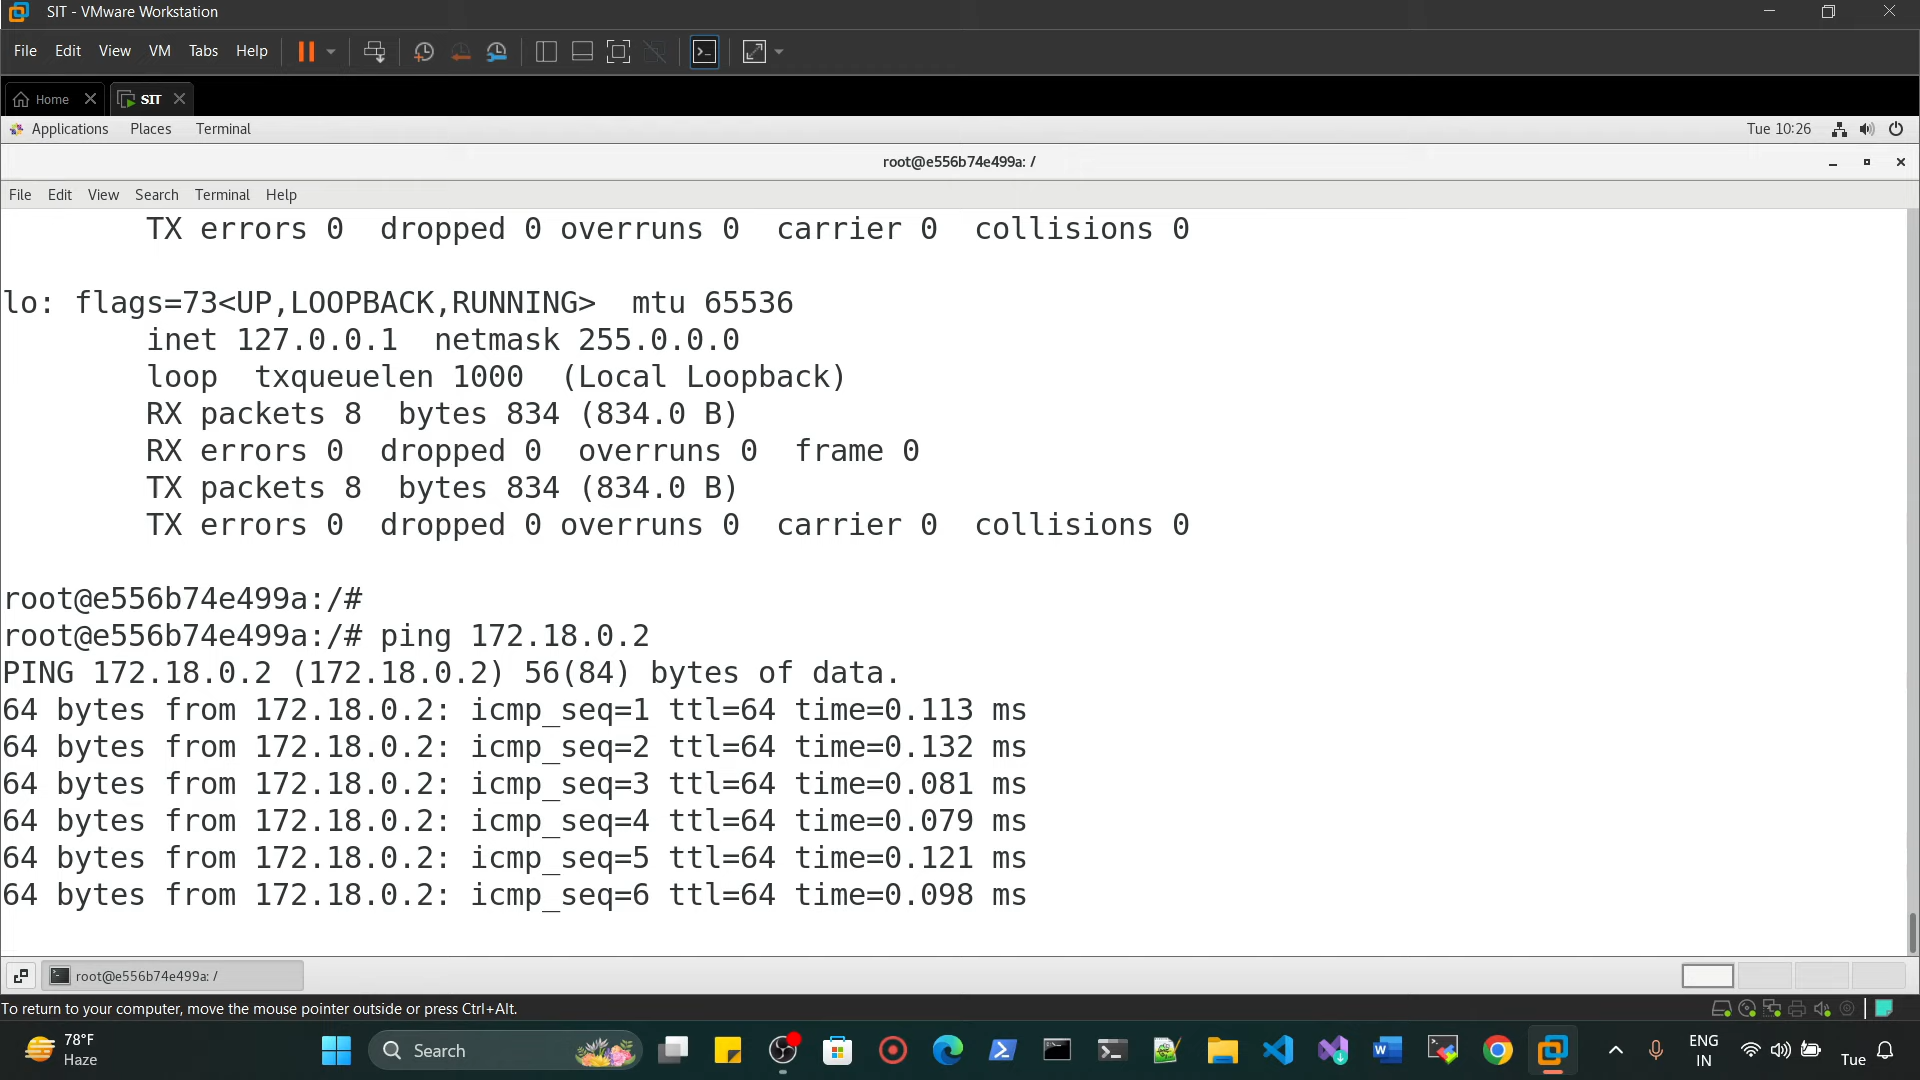 SIT - VMware Workstation
File Edit View VM Tabs Help
Home SIT
Applications Places Terminal Tue 10:26
root@e556b74e499a: /
File Edit View Search Terminal Help
TX errors 0  dropped 0 overruns 0  carrier 0  collisions 0
lo: flags=73<UP,LOOPBACK,RUNNING>  mtu 65536
inet 127.0.0.1  netmask 255.0.0.0
loop  txqueuelen 1000  (Local Loopback)
RX packets 8  bytes 834 (834.0 B)
RX errors 0  dropped 0  overruns 0  frame 0
TX packets 8  bytes 834 (834.0 B)
TX errors 0  dropped 0 overruns 0  carrier 0  collisions 0
root@e556b74e499a:/#
root@e556b74e499a:/# ping 172.18.0.2
PING 172.18.0.2 (172.18.0.2) 56(84) bytes of data.
64 bytes from 172.18.0.2: icmp_seq=1 ttl=64 time=0.113 ms
64 bytes from 172.18.0.2: icmp_seq=2 ttl=64 time=0.132 ms
64 bytes from 172.18.0.2: icmp_seq=3 ttl=64 time=0.081 ms
64 bytes from 172.18.0.2: icmp_seq=4 ttl=64 time=0.079 ms
64 bytes from 172.18.0.2: icmp_seq=5 ttl=64 time=0.121 ms
64 bytes from 172.18.0.2: icmp_seq=6 ttl=64 time=0.098 ms
root@e556b74e499a: /
To return to your computer, move the mouse pointer outside or press Ctrl+Alt.
78°F
Haze
Search
ENG
IN
Tue